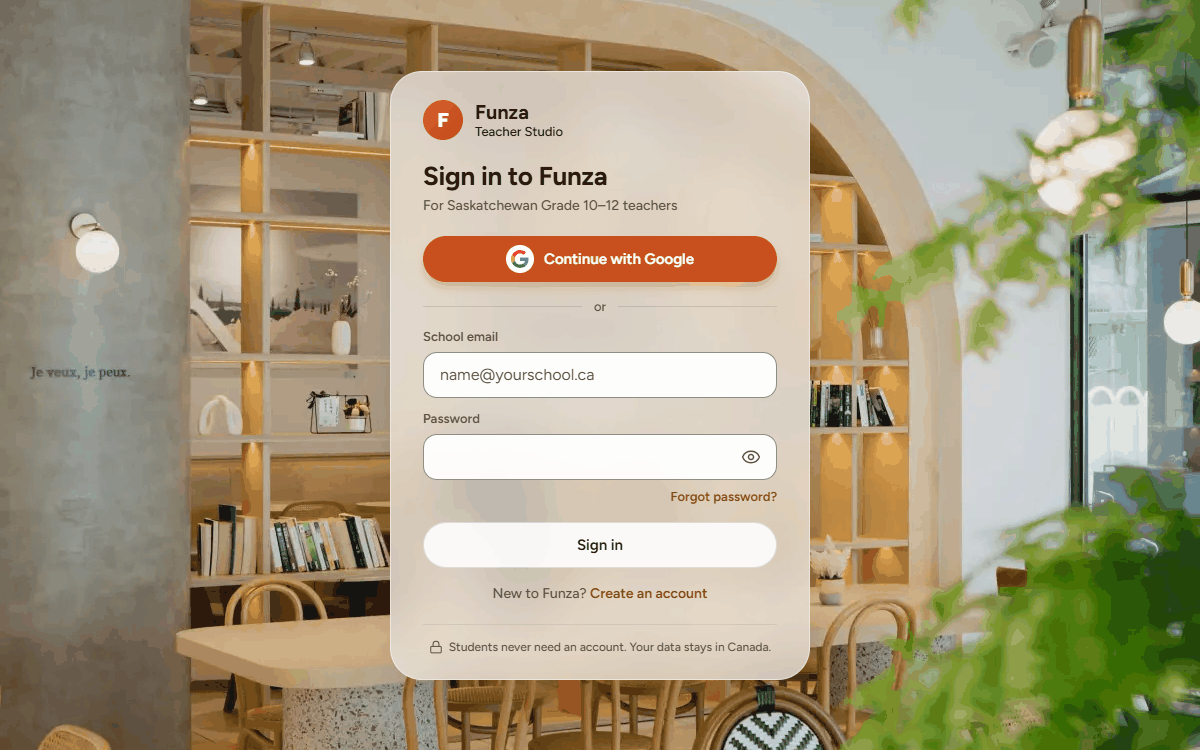 F
Funza
Teacher Studio
Sign in to Funza
For Saskatchewan Grade 10–12 teachers
Continue with Google
or
School email
name@yourschool.ca
Password
Forgot password?
Sign in
New to Funza? Create an account
Students never need an account. Your data stays in Canada.
Je veux, je peux.